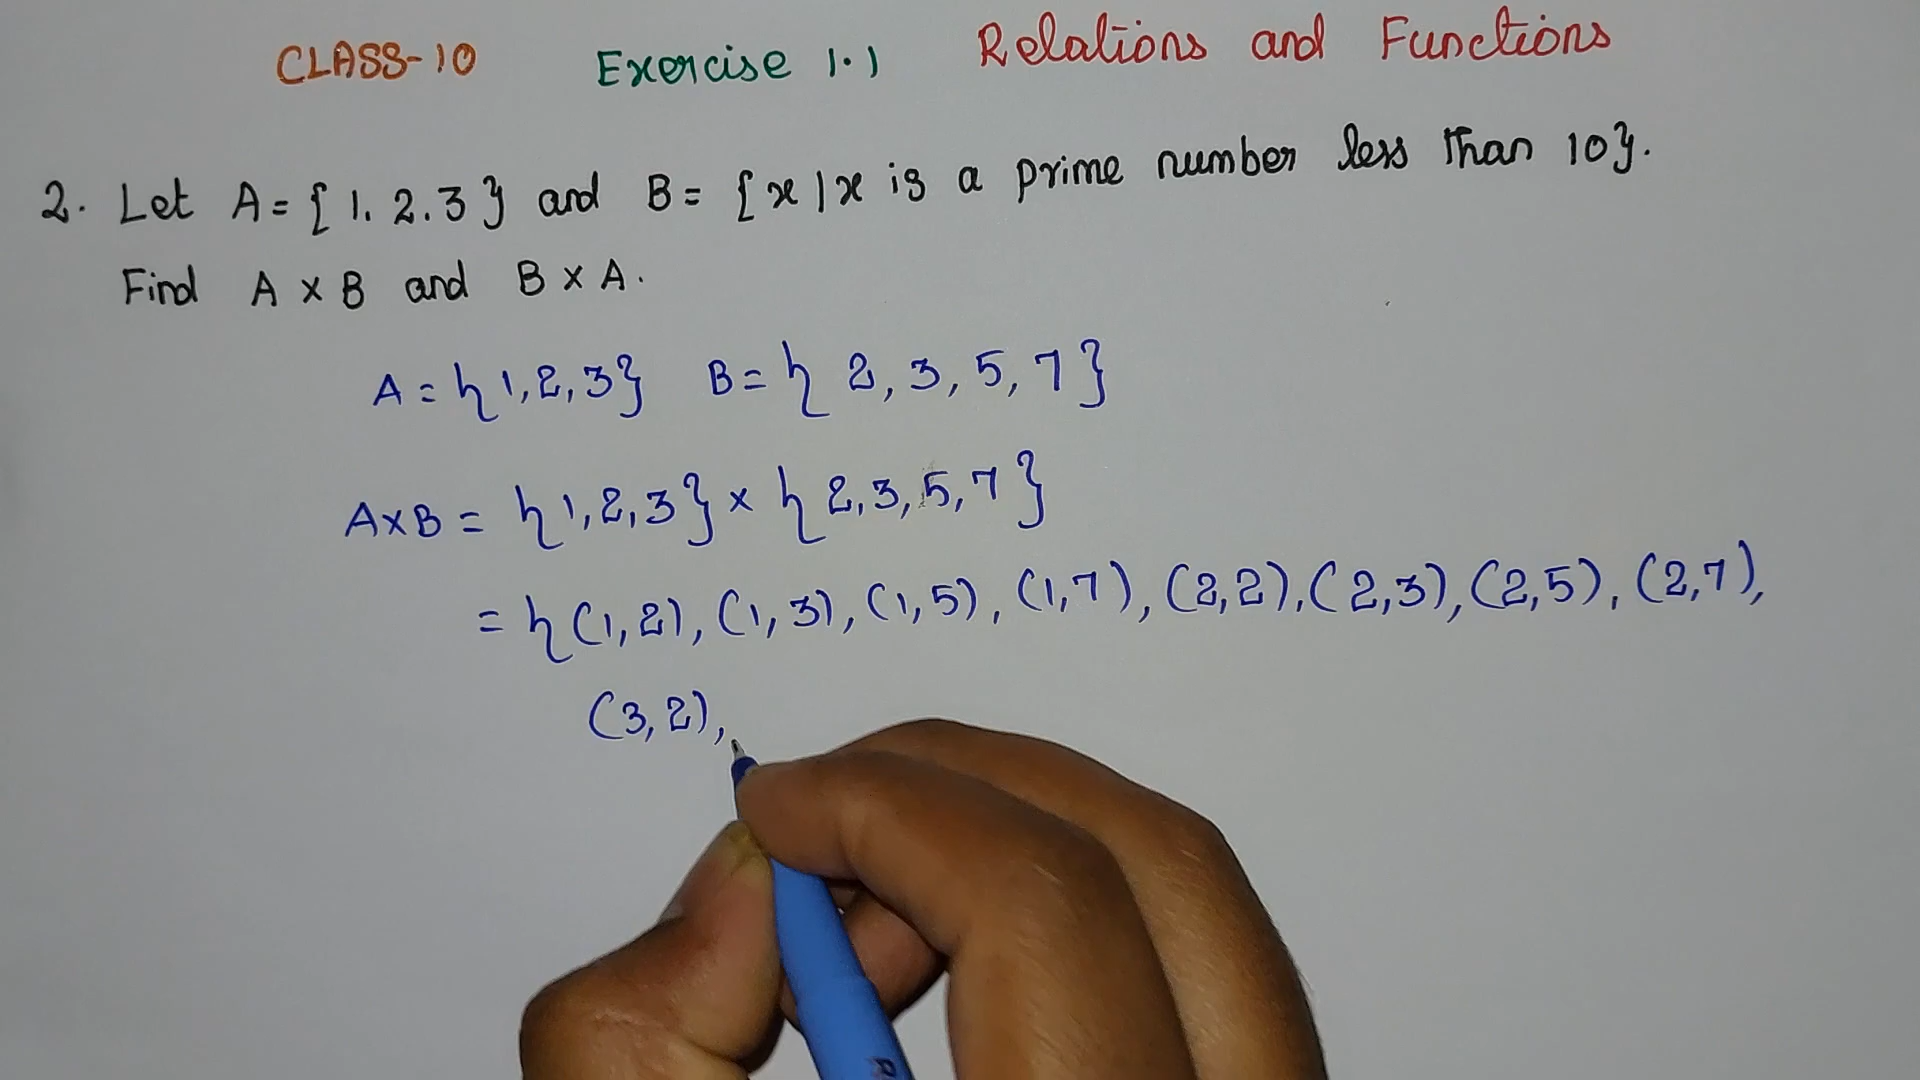 CLASS-10 Exercise 1.1 Relations and Functions
2. Let A = {1. 2. 3} and B = {x | x is a prime number less than 10}.
Find A × B and B × A.
A = {1, 2, 3} B = {2, 3, 5, 7}
A×B = {1, 2, 3} × {2, 3, 5, 7}
= {(1, 2), (1, 3), (1, 5), (1, 7), (2, 2), (2, 3), (2, 5), (2, 7),
(3, 2),